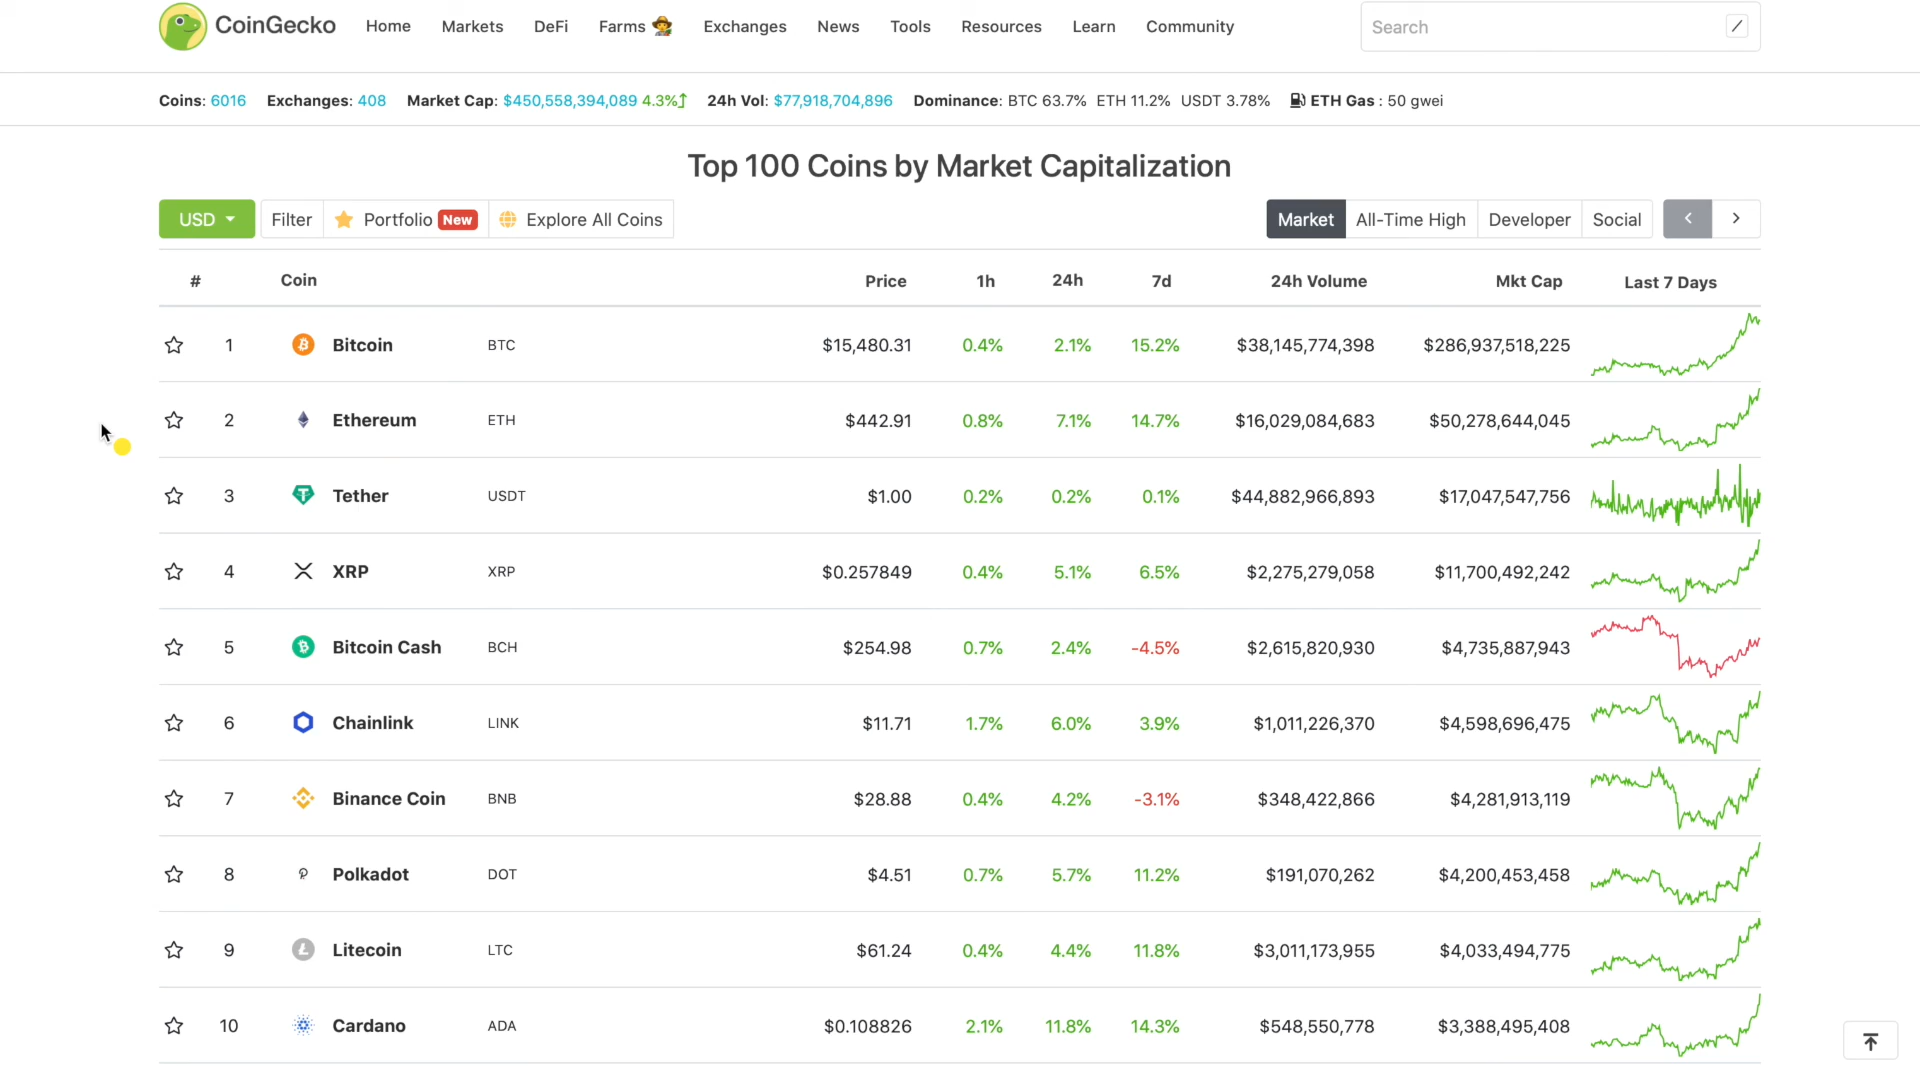 CoinGecko Home Markets DeFi Farms Exchanges News Tools Resources Learn Community Search /
Coins: 6016 Exchanges: 408 Market Cap: $450,558,394,089 4.3% 24h Vol: $77,918,704,896 Dominance: BTC 63.7% ETH 11.2% USDT 3.78% ETH Gas : 50 gwei
Top 100 Coins by Market Capitalization
USD Filter Portfolio New Explore All Coins Market All-Time High Developer Social
# Coin Price 1h 24h 7d 24h Volume Mkt Cap Last 7 Days
1 Bitcoin BTC $15,480.31 0.4% 2.1% 15.2% $38,145,774,398 $286,937,518,225
2 Ethereum ETH $442.91 0.8% 7.1% 14.7% $16,029,084,683 $50,278,644,045
3 Tether USDT $1.00 0.2% 0.2% 0.1% $44,882,966,893 $17,047,547,756
4 XRP XRP $0.257849 0.4% 5.1% 6.5% $2,275,279,058 $11,700,492,242
5 Bitcoin Cash BCH $254.98 0.7% 2.4% -4.5% $2,615,820,930 $4,735,887,943
6 Chainlink LINK $11.71 1.7% 6.0% 3.9% $1,011,226,370 $4,598,696,475
7 Binance Coin BNB $28.88 0.4% 4.2% -3.1% $348,422,866 $4,281,913,119
8 Polkadot DOT $4.51 0.7% 5.7% 11.2% $191,070,262 $4,200,453,458
9 Litecoin LTC $61.24 0.4% 4.4% 11.8% $3,011,173,955 $4,033,494,775
10 Cardano ADA $0.108826 2.1% 11.8% 14.3% $548,550,778 $3,388,495,408